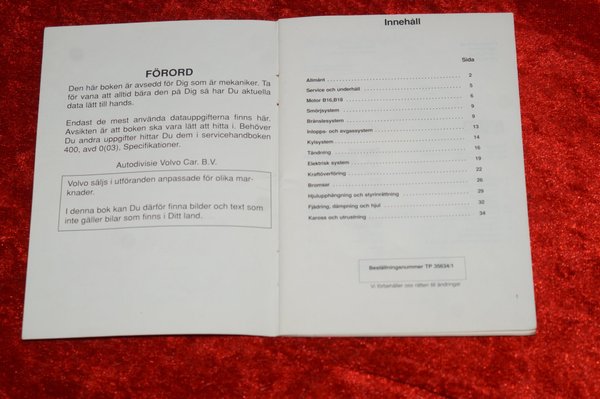 FÖRORD
Den här boken är avsedd för Dig som är mekaniker. Ta
för vana att alltid bära den på Dig så har Du aktuella
data lätt till hands.
Endast de mest använda datauppgifterna finns här.
Avsikten är att boken ska vara lätt att hitta i. Behöver
Du andra uppgifter hittar Du dem i servicehandboken
400, avd 0(03), Specifikationer.
Autodivisie Volvo Car. B.V.
Volvo säljs i utföranden anpassade för olika mark-
nader.
I denna bok kan Du därför finna bilder och text som
inte gäller bilar som finns i Ditt land.
Innehåll
Sida
Allmänt 2
Service och underhåll 5
Motor B16,B18 6
Smörjsystem 9
Bränslesystem 9
Inlopps- och avgassystem 13
Kylsystem 14
Tändning 16
Elektrisk system 19
Kraftöverföring 22
Bromsar 26
Hjulupphängning och styrinrättning 29
Fjädring, dämpning och hjul 32
Kaross och utrustning 34
Beställningsnummer TP 35634/1
Vi förbehåller oss rätten till ändringar
1